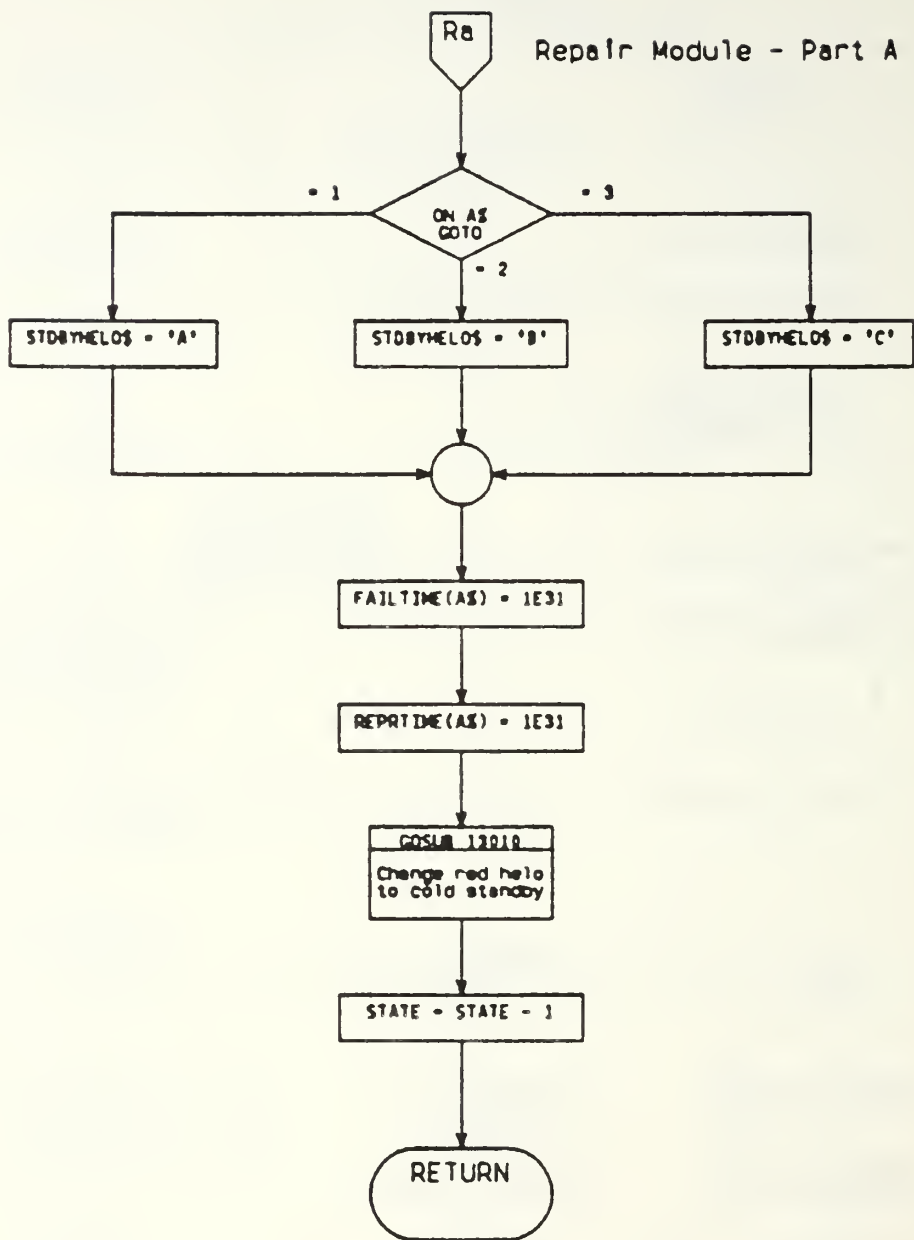 Ra
Repair Module - Part A
= 1
= 3
ON A%
GOTO
= 2
STDBYHELO$ = 'A'
STDBYHELO$ = 'B'
STDBYHELO$ = 'C'
FAILTIME(A%) = 1E31
REPRTIME(A%) = 1E31
GOSUB 13010
Change red helo
to cold standby
STATE = STATE - 1
RETURN